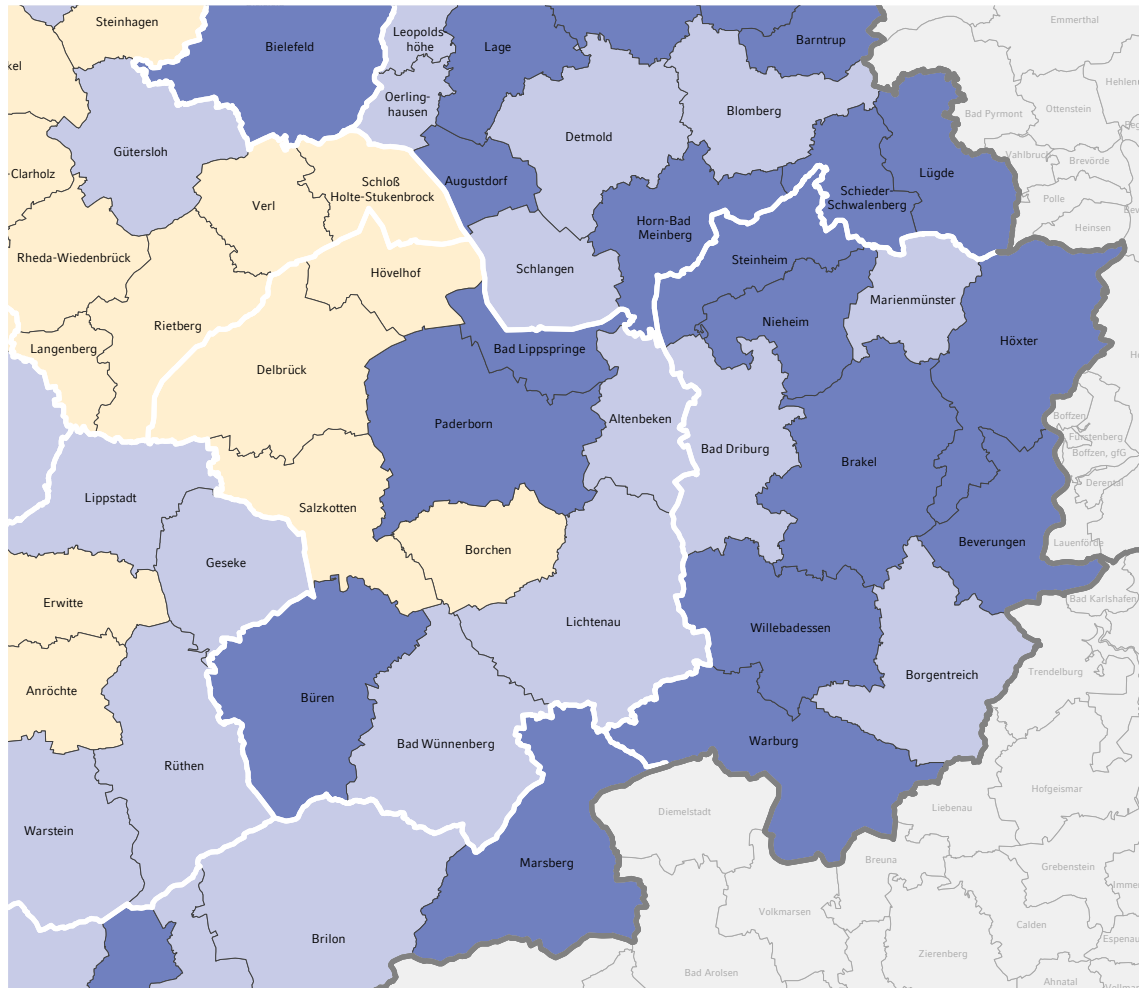 Steinhagen
Bielefeld
Leopolds
höhe
Lage
Barntrup
Emmerthal
kel
Oerling-
hausen
Detmold
Blomberg
Ottenstein
Bad Pyrmont
Gütersloh
Vahlbruch
Brevörde
-Clarholz
Schloß
Holte-Stukenbrock
Augustdorf
Lügde
Verl
Schieder
Schwalenberg
Polle
Horn-Bad
Meinberg
Heinsen
Rheda-Wiedenbrück
Hövelhof
Schlangen
Steinheim
Marienmünster
Rietberg
Nieheim
Höxter
Langenberg
Bad Lippspringe
Delbrück
Paderborn
Altenbeken
Boffzen
Bad Driburg
Fürstenberg
Boffzen, gfG
Brakel
Derental
Lippstadt
Salzkotten
Borchen
Beverungen
Lauenförde
Geseke
Erwitte
Lichtenau
Willebadessen
Bad Karlshafen
Anröchte
Büren
Borgentreich
Trendelburg
Bad Wünnenberg
Warburg
Rüthen
Hofgeismar
Diemelstadt
Liebenau
Warstein
Marsberg
Breuna
Grebenstein
Volkmarsen
Calden
Brilon
Espenau
Zierenberg
Bad Arolsen
Ahnatal